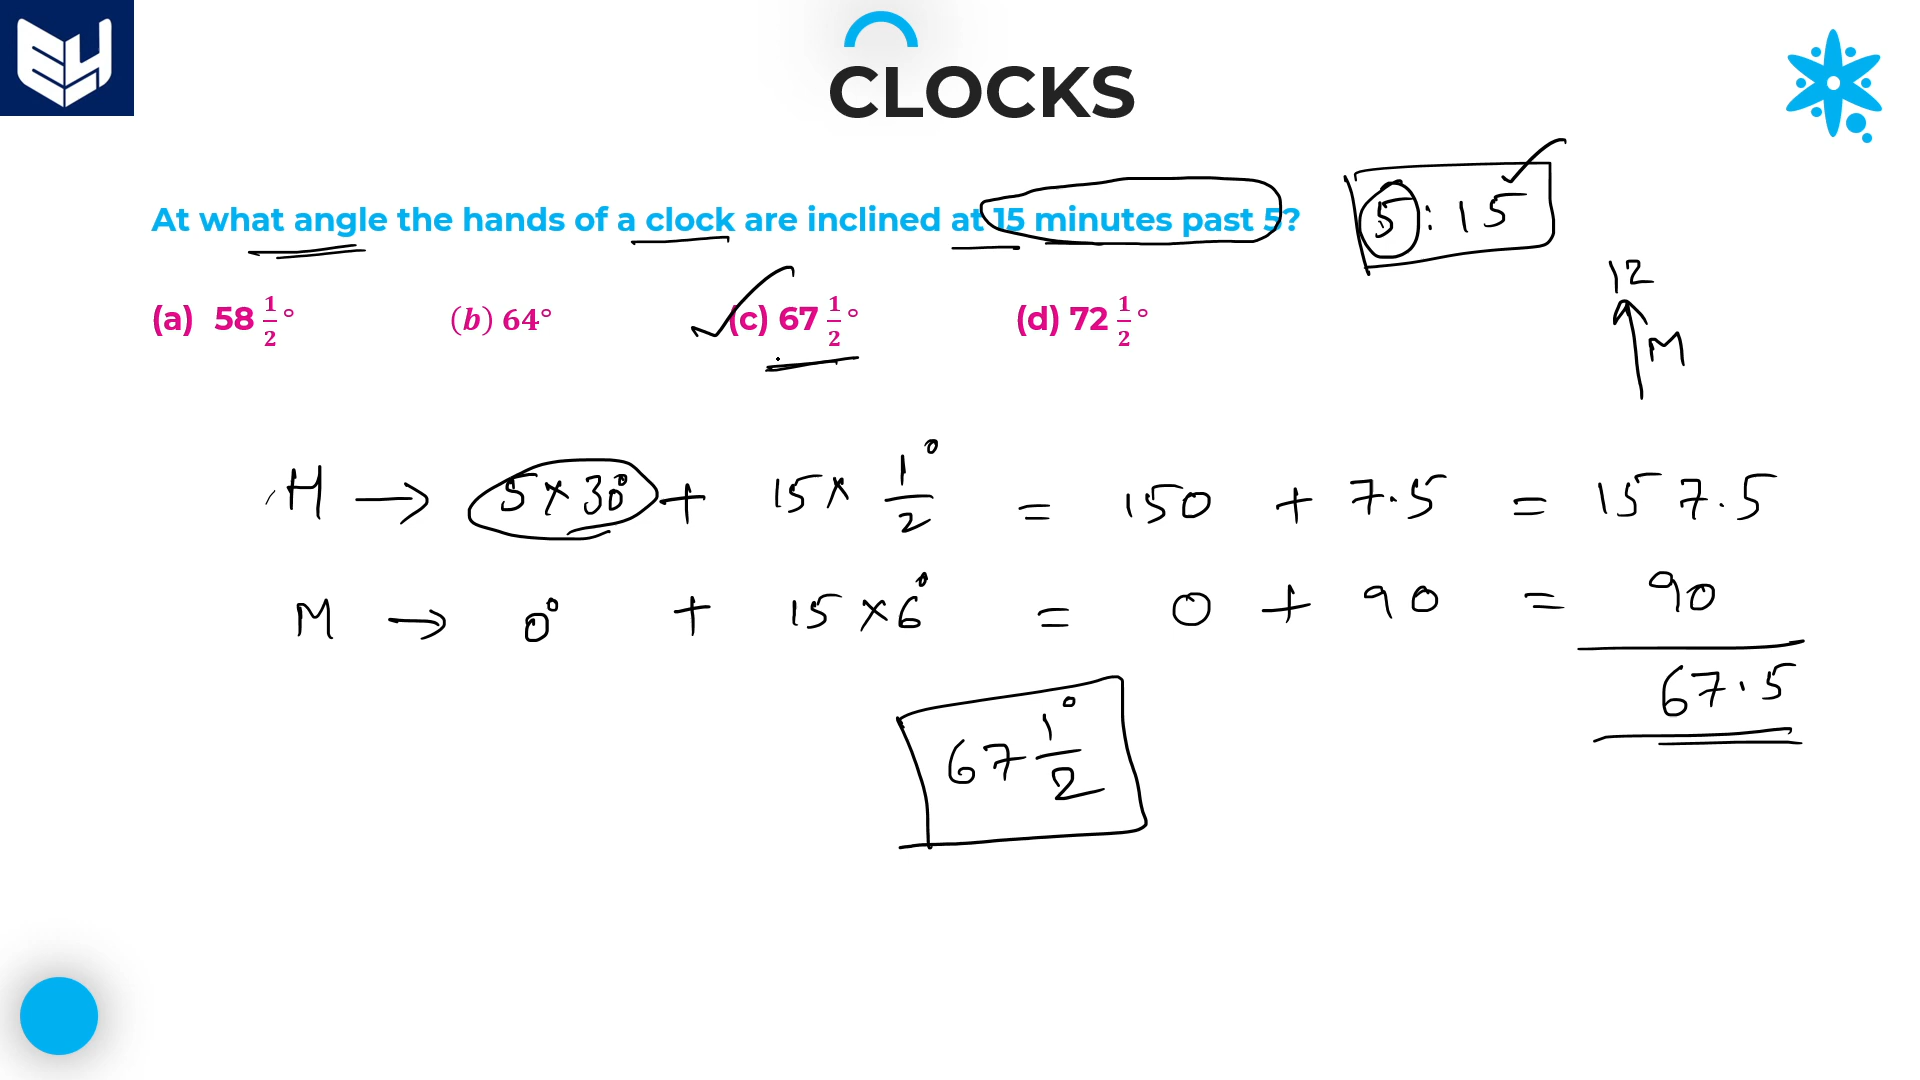 CLOCKS
At what angle the hands of a clock are inclined at 15 minutes past 5?
5 : 15
(a) 58 1/2° (b) 64° (c) 67 1/2° (d) 72 1/2°
12
M
H → 5 × 30° + 15 × 1/2° = 150 + 7.5 = 157.5
M → 0° + 15 × 6° = 0 + 90 = 90
67.5
67 1/2°